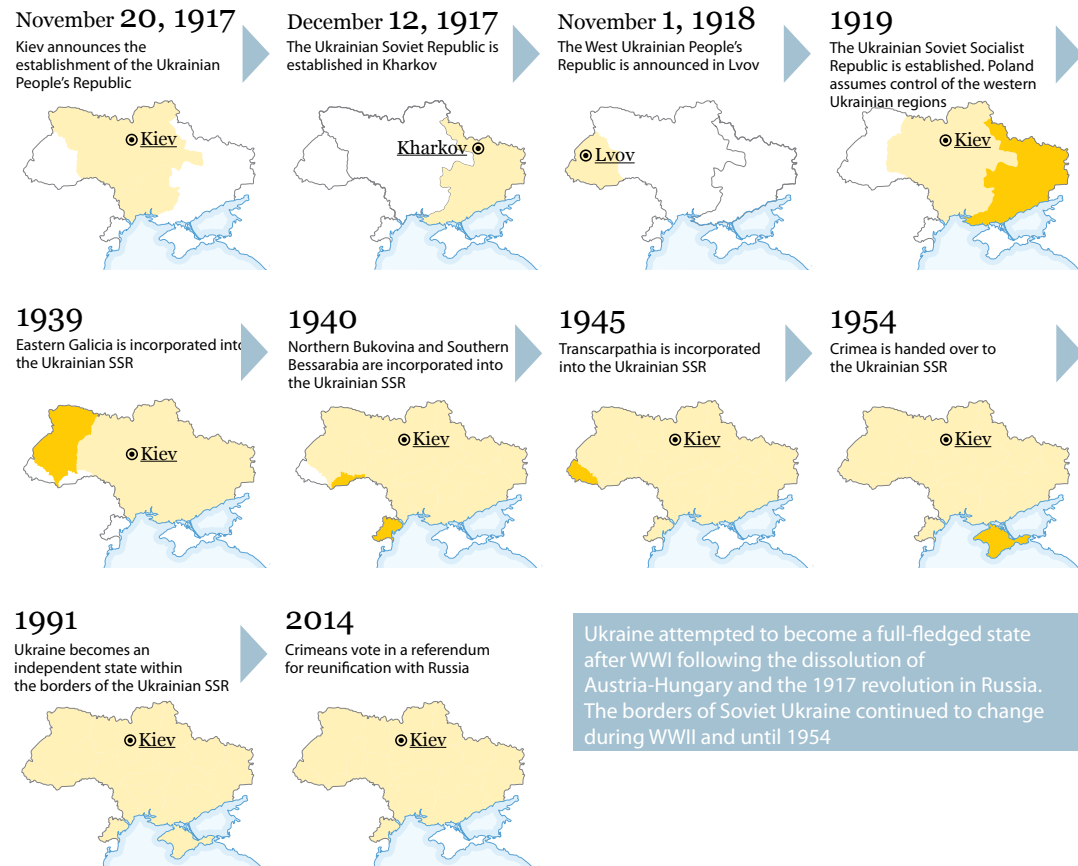 November 20, 1917
Kiev announces the
establishment of the Ukrainian
People's Republic
Kiev
December 12, 1917
The Ukrainian Soviet Republic is
established in Kharkov
Kharkov
November 1, 1918
The West Ukrainian People's
Republic is announced in Lvov
Lvov
1919
The Ukrainian Soviet Socialist
Republic is established. Poland
assumes control of the western
Ukrainian regions
Kiev
1939
Eastern Galicia is incorporated into
the Ukrainian SSR
Kiev
1940
Northern Bukovina and Southern
Bessarabia are incorporated into
the Ukrainian SSR
Kiev
1945
Transcarpathia is incorporated
into the Ukrainian SSR
Kiev
1954
Crimea is handed over to
the Ukrainian SSR
Kiev
1991
Ukraine becomes an
independent state within
the borders of the Ukrainian SSR
Kiev
2014
Crimeans vote in a referendum
for reunification with Russia
Kiev
Ukraine attempted to become a full-fledged state
after WWI following the dissolution of
Austria-Hungary and the 1917 revolution in Russia.
The borders of Soviet Ukraine continued to change
during WWII and until 1954